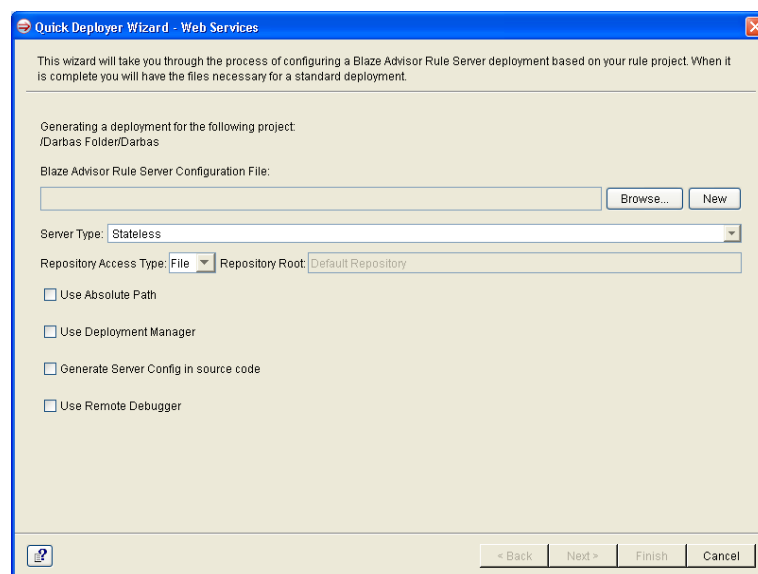 Quick Deployer Wizard - Web Services
This wizard will take you through the process of configuring a Blaze Advisor Rule Server deployment based on your rule project. When it
is complete you will have the files necessary for a standard deployment.
Generating a deployment for the following project:
/Darbas Folder/Darbas
Blaze Advisor Rule Server Configuration File:
Browse... New
Server Type: Stateless
Repository Access Type: File Repository Root: Default Repository
Use Absolute Path
Use Deployment Manager
Generate Server Config in source code
Use Remote Debugger
? < Back Next > Finish Cancel